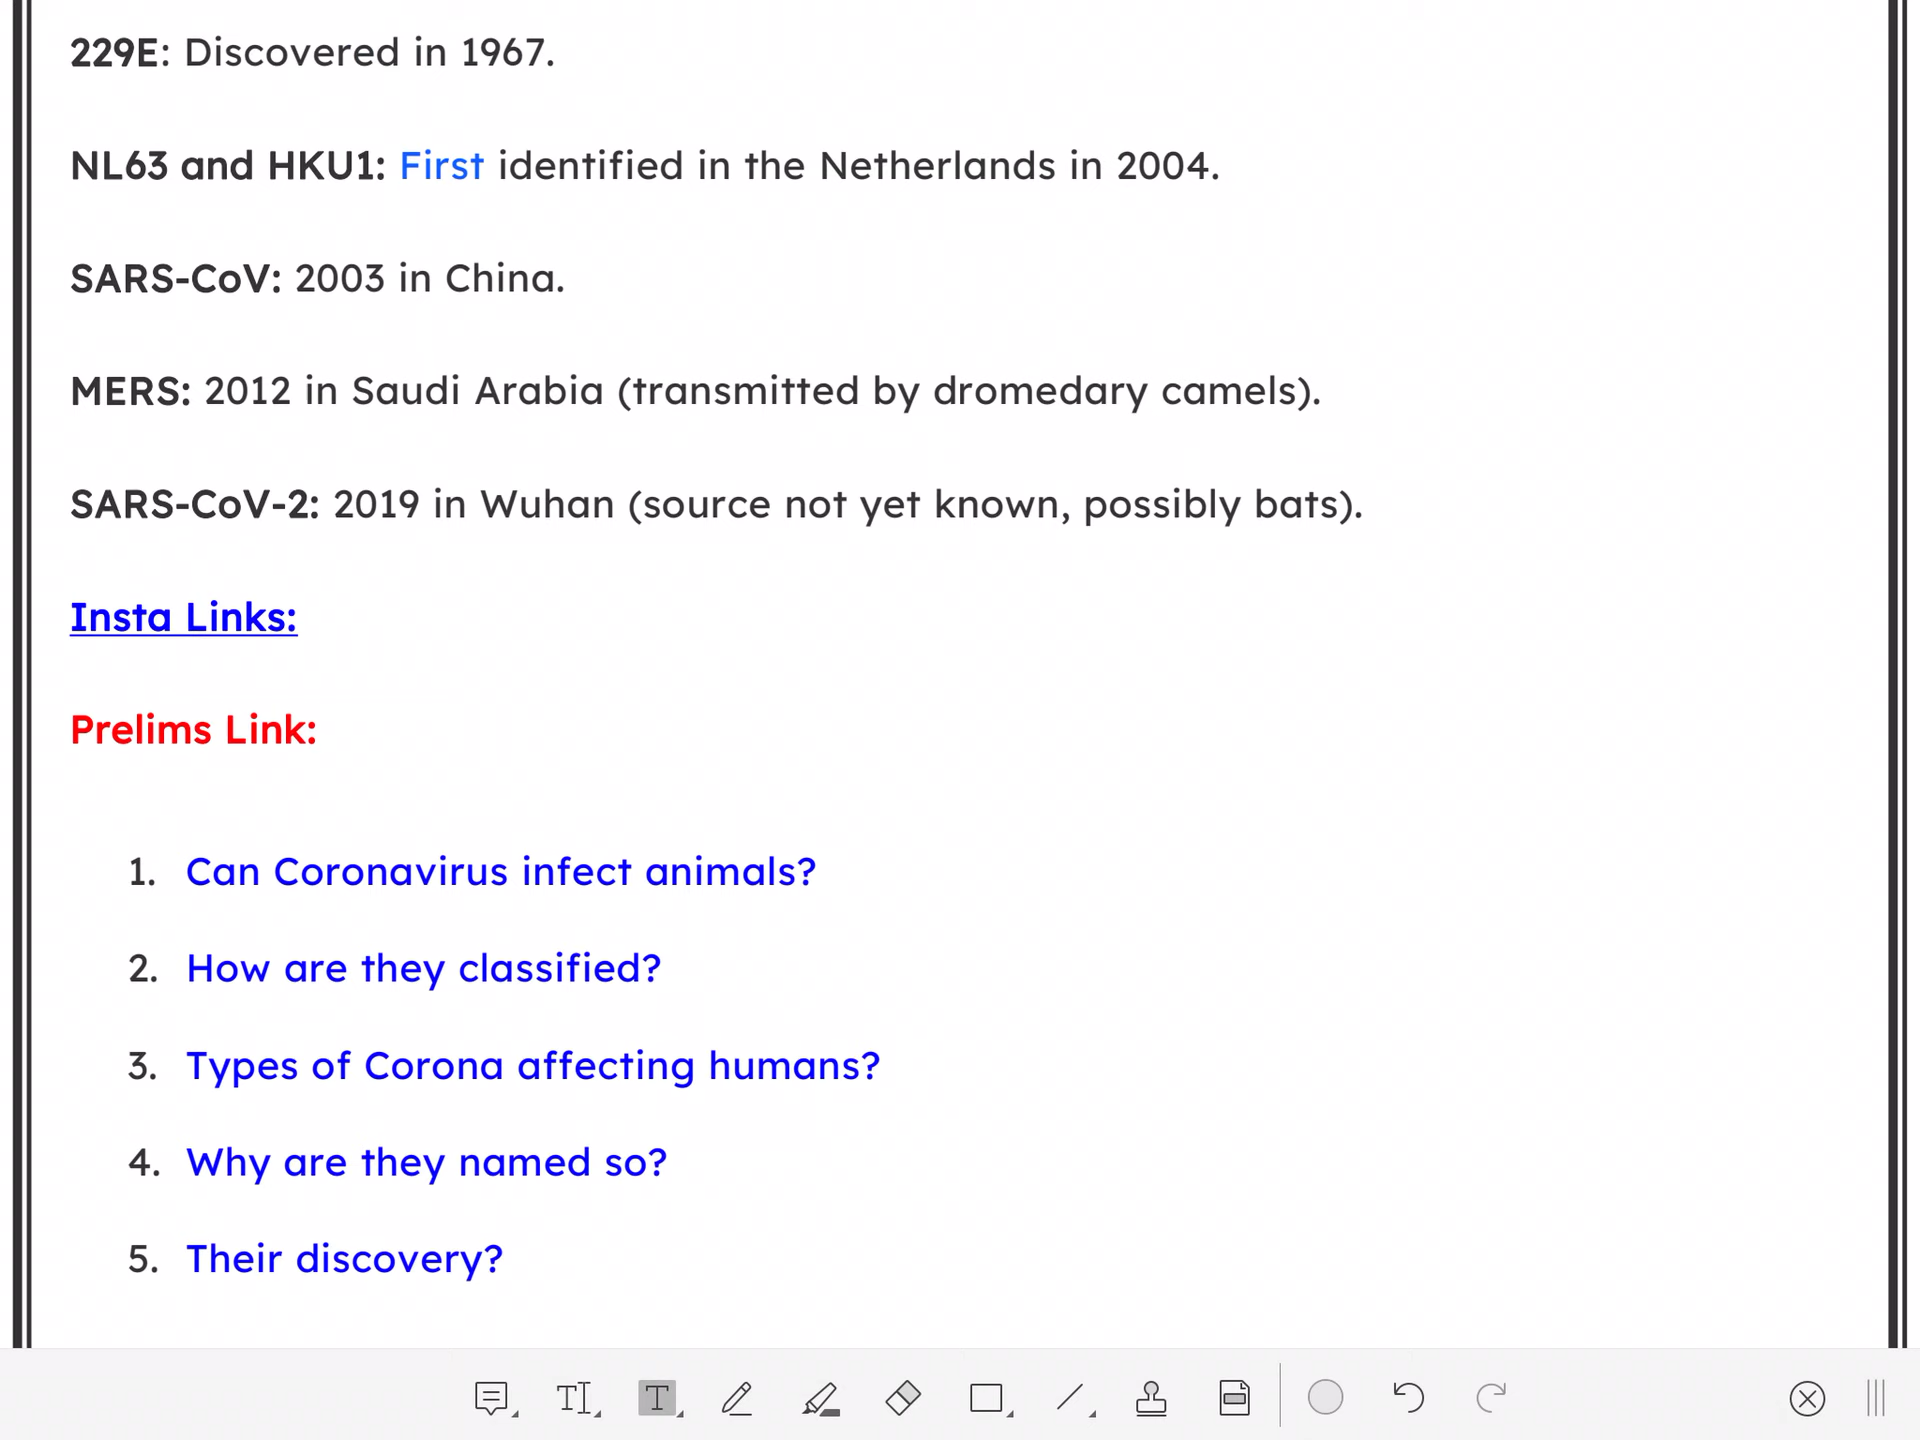 229E: Discovered in 1967.
NL63 and HKU1: First identified in the Netherlands in 2004.
SARS-CoV: 2003 in China.
MERS: 2012 in Saudi Arabia (transmitted by dromedary camels).
SARS-CoV-2: 2019 in Wuhan (source not yet known, possibly bats).
Insta Links:
Prelims Link:
1. Can Coronavirus infect animals?
2. How are they classified?
3. Types of Corona affecting humans?
4. Why are they named so?
5. Their discovery?